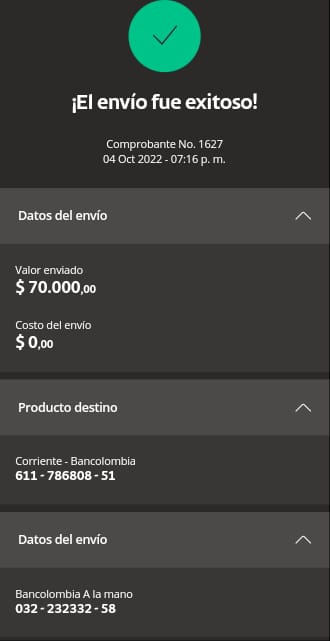 ¡El envío fue exitoso!
Comprobante No. 1627
04 Oct 2022 - 07:16 p. m.
Datos del envío
Valor enviado
$ 70.000,00
Costo del envío
$ 0,00
Producto destino
Corriente - Bancolombia
611 - 786808 - 51
Datos del envío
Bancolombia A la mano
032 - 232332 - 58